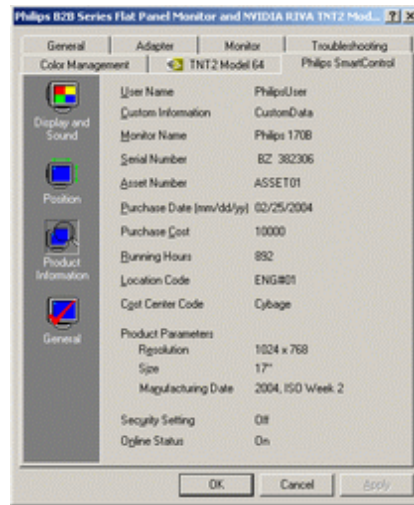 Philips B2B Series Flat Panel Monitor and NVIDIA RIVA TNT2 Mod... ? X
General Adapter Monitor Troubleshooting
Color Management TNT2 Model 64 Philips SmartControl
Display and Sound
Position
Product Information
General
User Name PhilipsUser
Custom Information CustomData
Monitor Name Philips 170B
Serial Number BZ 382306
Asset Number ASSET01
Purchase Date (mm/dd/yy) 02/25/2004
Purchase Cost 10000
Running Hours 892
Location Code ENG#01
Cost Center Code Cybage
Product Parameters
Resolution 1024 x 768
Size 17"
Manufacturing Date 2004, ISO Week 2
Security Setting Off
Online Status On
OK Cancel Apply